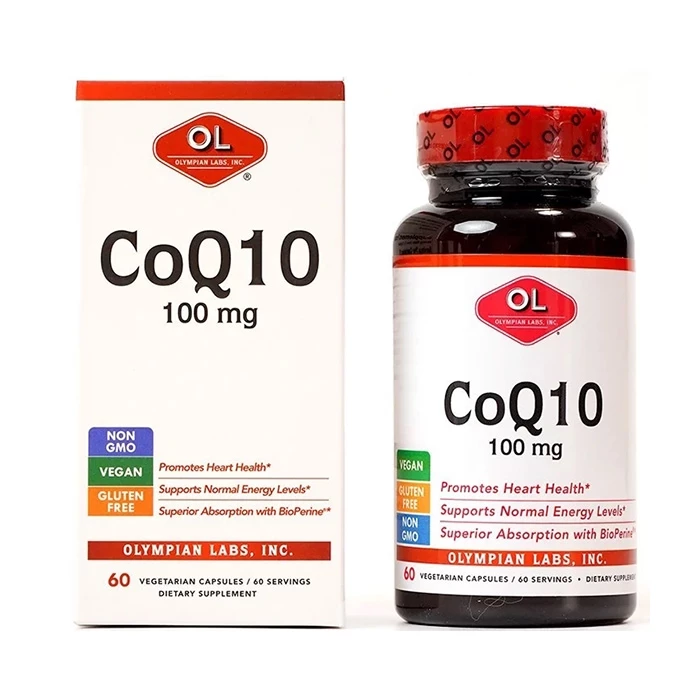 OL
OLYMPIAN LABS, INC.
®
CoQ10
100 mg
NON
GMO
VEGAN
GLUTEN
FREE
Promotes Heart Health*
Supports Normal Energy Levels*
Superior Absorption with BioPerine®*
OLYMPIAN LABS, INC.
60 VEGETARIAN CAPSULES / 60 SERVINGS
DIETARY SUPPLEMENT
OL
OL
OLYMPIAN LABS, INC.
®
CoQ10
100 mg
VEGAN
GLUTEN
FREE
NON
GMO
Promotes Heart Health*
Supports Normal Energy Levels*
Superior Absorption with BioPerine®
OLYMPIAN LABS, INC.
60 VEGETARIAN CAPSULES / 60 SERVINGS • DIETARY